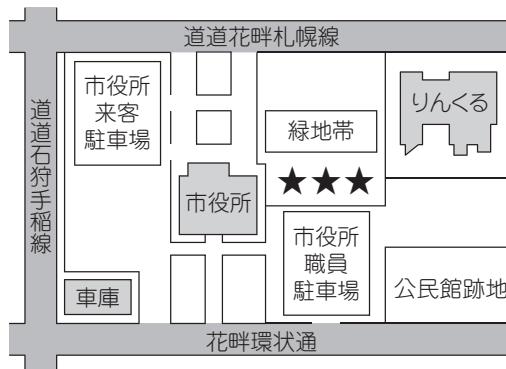 道道花畔札幌線
市役所
来客
駐車場
りんくる
緑地帯
道道石狩手稲線
★★★
市役所
市役所
職員
駐車場
車庫
公民館跡地
花畔環状通